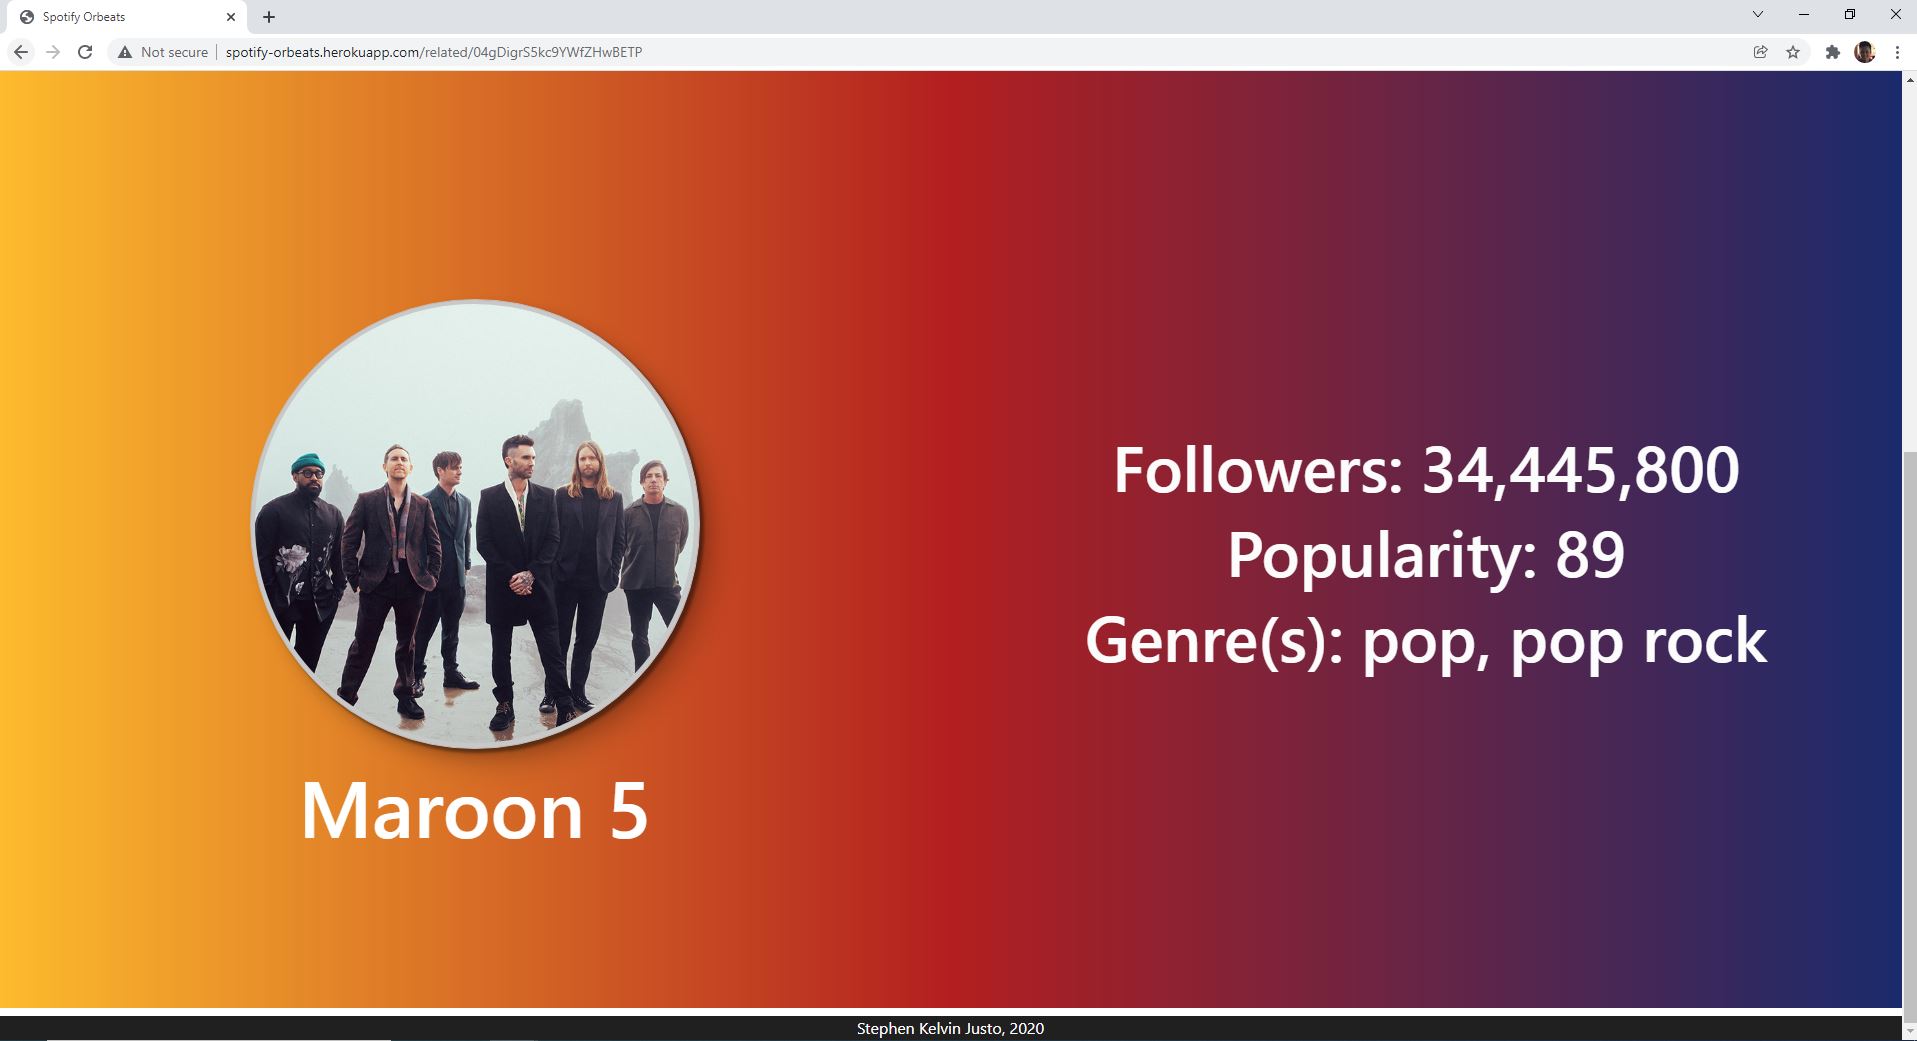 Spotify Orbeats
Not secure
spotify-orbeats.herokuapp.com/related/04gDigrS5kc9YWfZHwBETP
Maroon 5
Followers: 34,445,800
Popularity: 89
Genre(s): pop, pop rock
Stephen Kelvin Justo, 2020